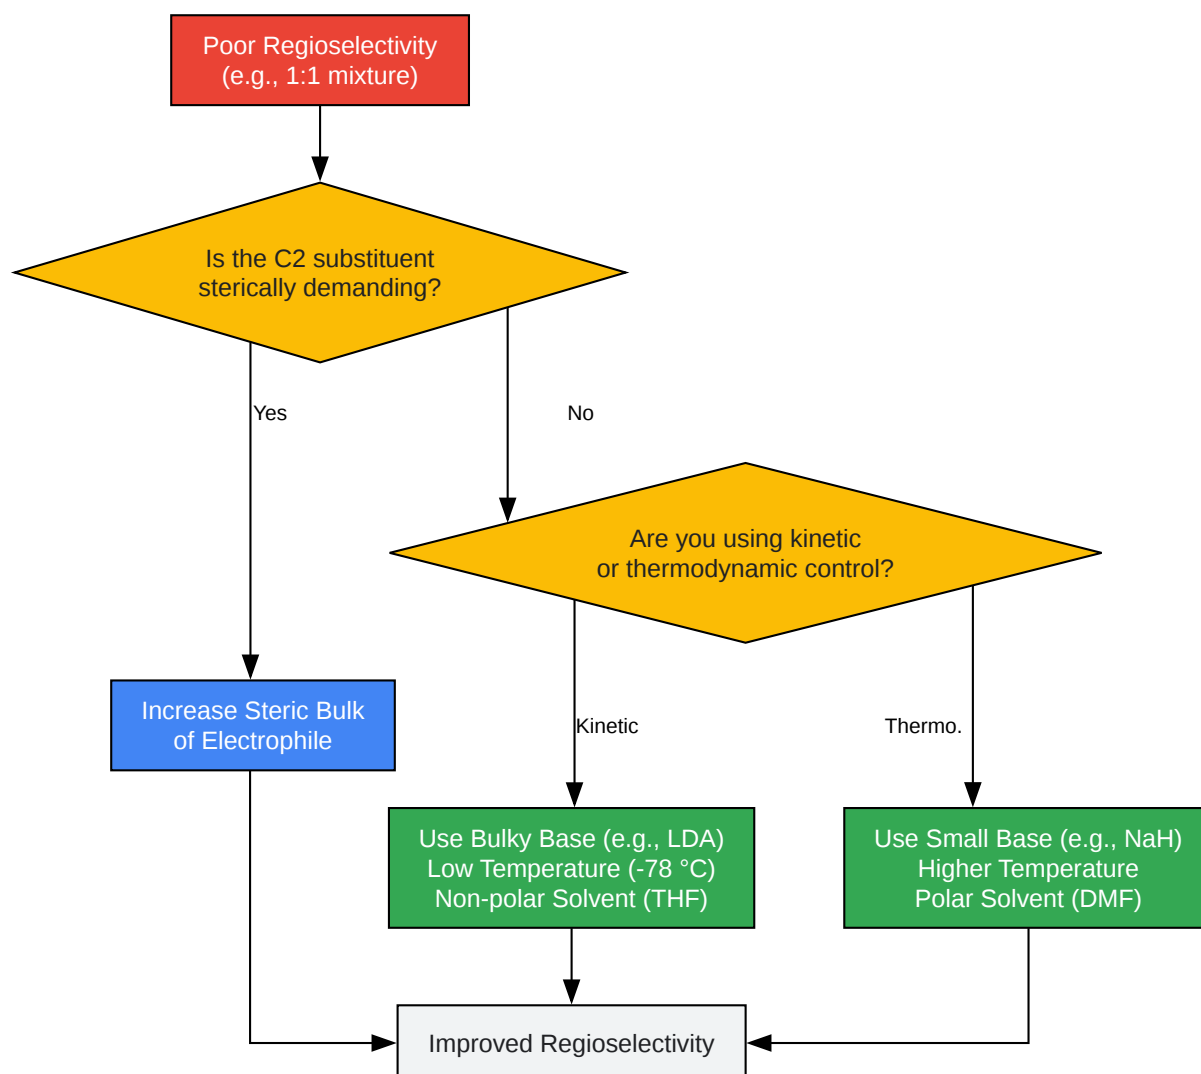 Poor Regioselectivity
(e.g., 1:1 mixture)
Is the C2 substituent
sterically demanding?
Yes
No
Are you using kinetic
or thermodynamic control?
Increase Steric Bulk
of Electrophile
Kinetic
Thermo.
Use Bulky Base (e.g., LDA)
Low Temperature (-78 °C)
Non-polar Solvent (THF)
Use Small Base (e.g., NaH)
Higher Temperature
Polar Solvent (DMF)
Improved Regioselectivity